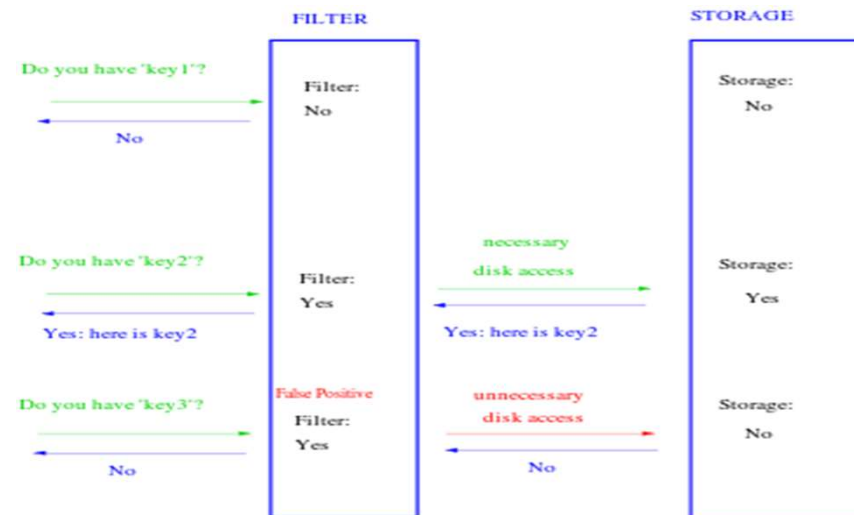 FILTER
STORAGE
Do you have 'key1'?
Filter:
No
Storage:
No
No
Do you have 'key2'?
Filter:
Yes
necessary
disk access
Storage:
Yes
Yes: here is key2
Yes: here is key2
Do you have 'key3'?
False Positive
Filter:
Yes
unnecessary
disk access
Storage:
No
No
No